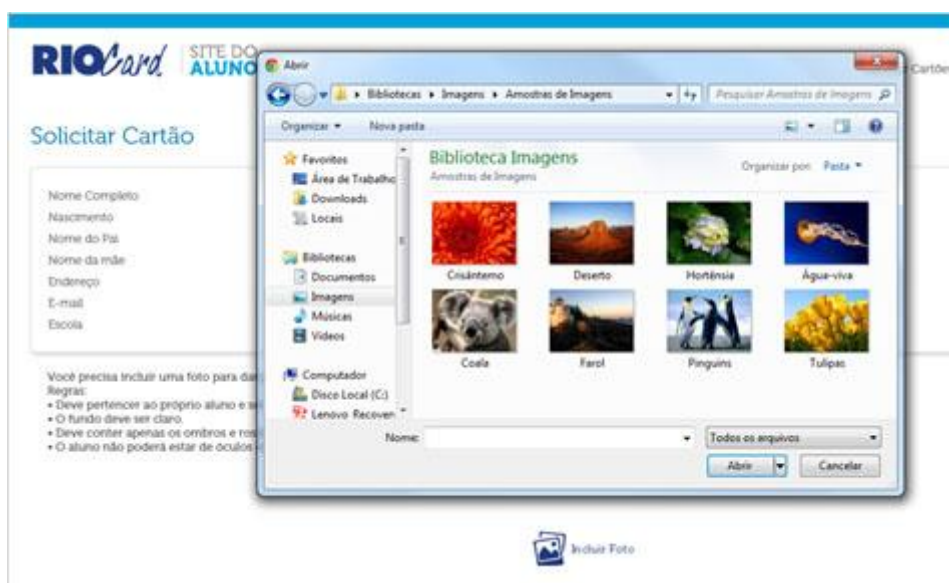 RIOCard
SITE DO
ALUNO
Cartões
Solicitar Cartão
Nome Completo
Nascimento
Nome do Pai
Nome da mãe
Endereço
E-mail
Escola
Você precisa incluir uma foto para da
Regras:
• Deve pertencer ao próprio aluno e se
• O fundo deve ser claro.
• Deve conter apenas os ombros e ros
• O aluno não poderá estar de óculos
Incluir Foto
Abrir
Bibliotecas ▸ Imagens ▸ Amostras de Imagens
Pesquisar Amostras de Imagens
Organizar
Nova pasta
Favoritos
Área de Trabalho
Downloads
Locais
Bibliotecas
Documentos
Imagens
Músicas
Vídeos
Computador
Disco Local (C:)
Lenovo Recover
Biblioteca Imagens
Amostras de Imagens
Organizar por: Pasta
Crisântemo
Deserto
Hortênsia
Água-viva
Coala
Farol
Pinguins
Tulipas
Nome:
Todos os arquivos
Abrir
Cancelar